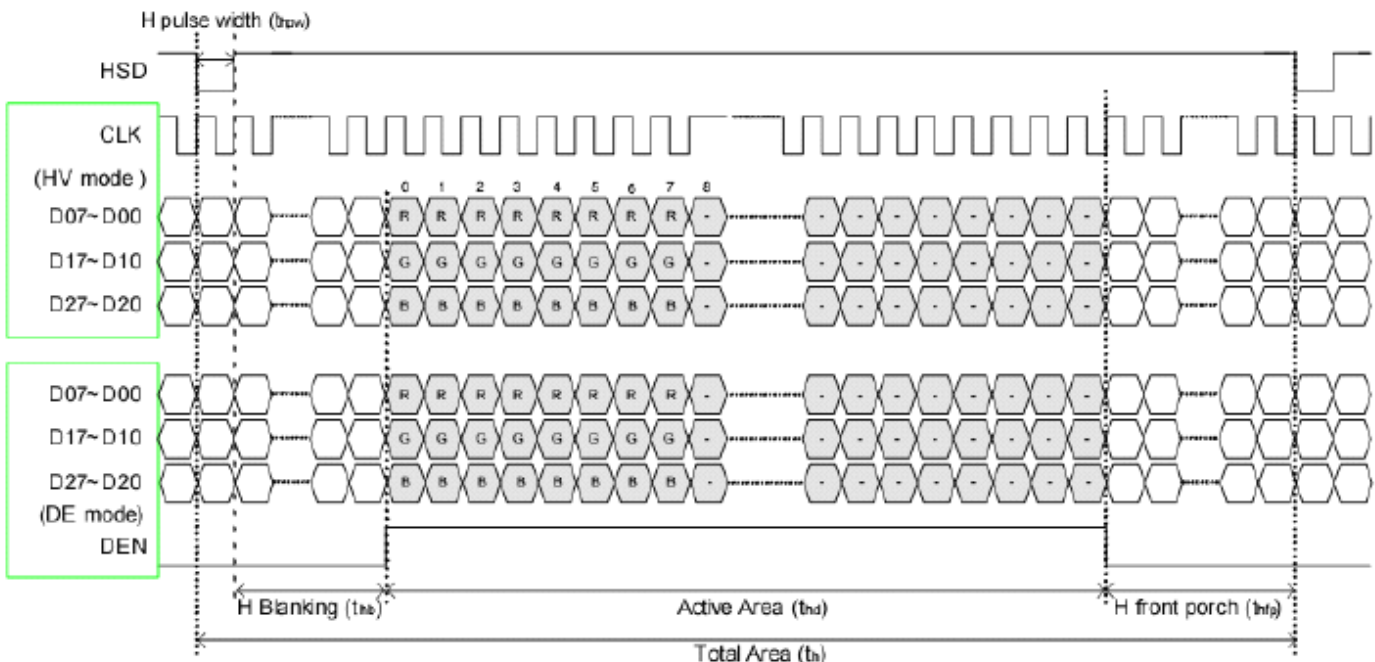 H pulse width (thpw)
HSD
CLK
(HV mode )
0 1 2 3 4 5 6 7 8
D07~D00 R R R R R R R R - - - - - - - - -
D17~D10 G G G G G G G G - - - - - - - - -
D27~D20 B B B B B B B B - - - - - - - - -
D07~D00 R R R R R R R R - - - - - - - - -
D17~D10 G G G G G G G G - - - - - - - - -
D27~D20 B B B B B B B B - - - - - - - - -
(DE mode)
DEN
H Blanking (thb) Active Area (thd) H front porch (thfp)
Total Area (th)